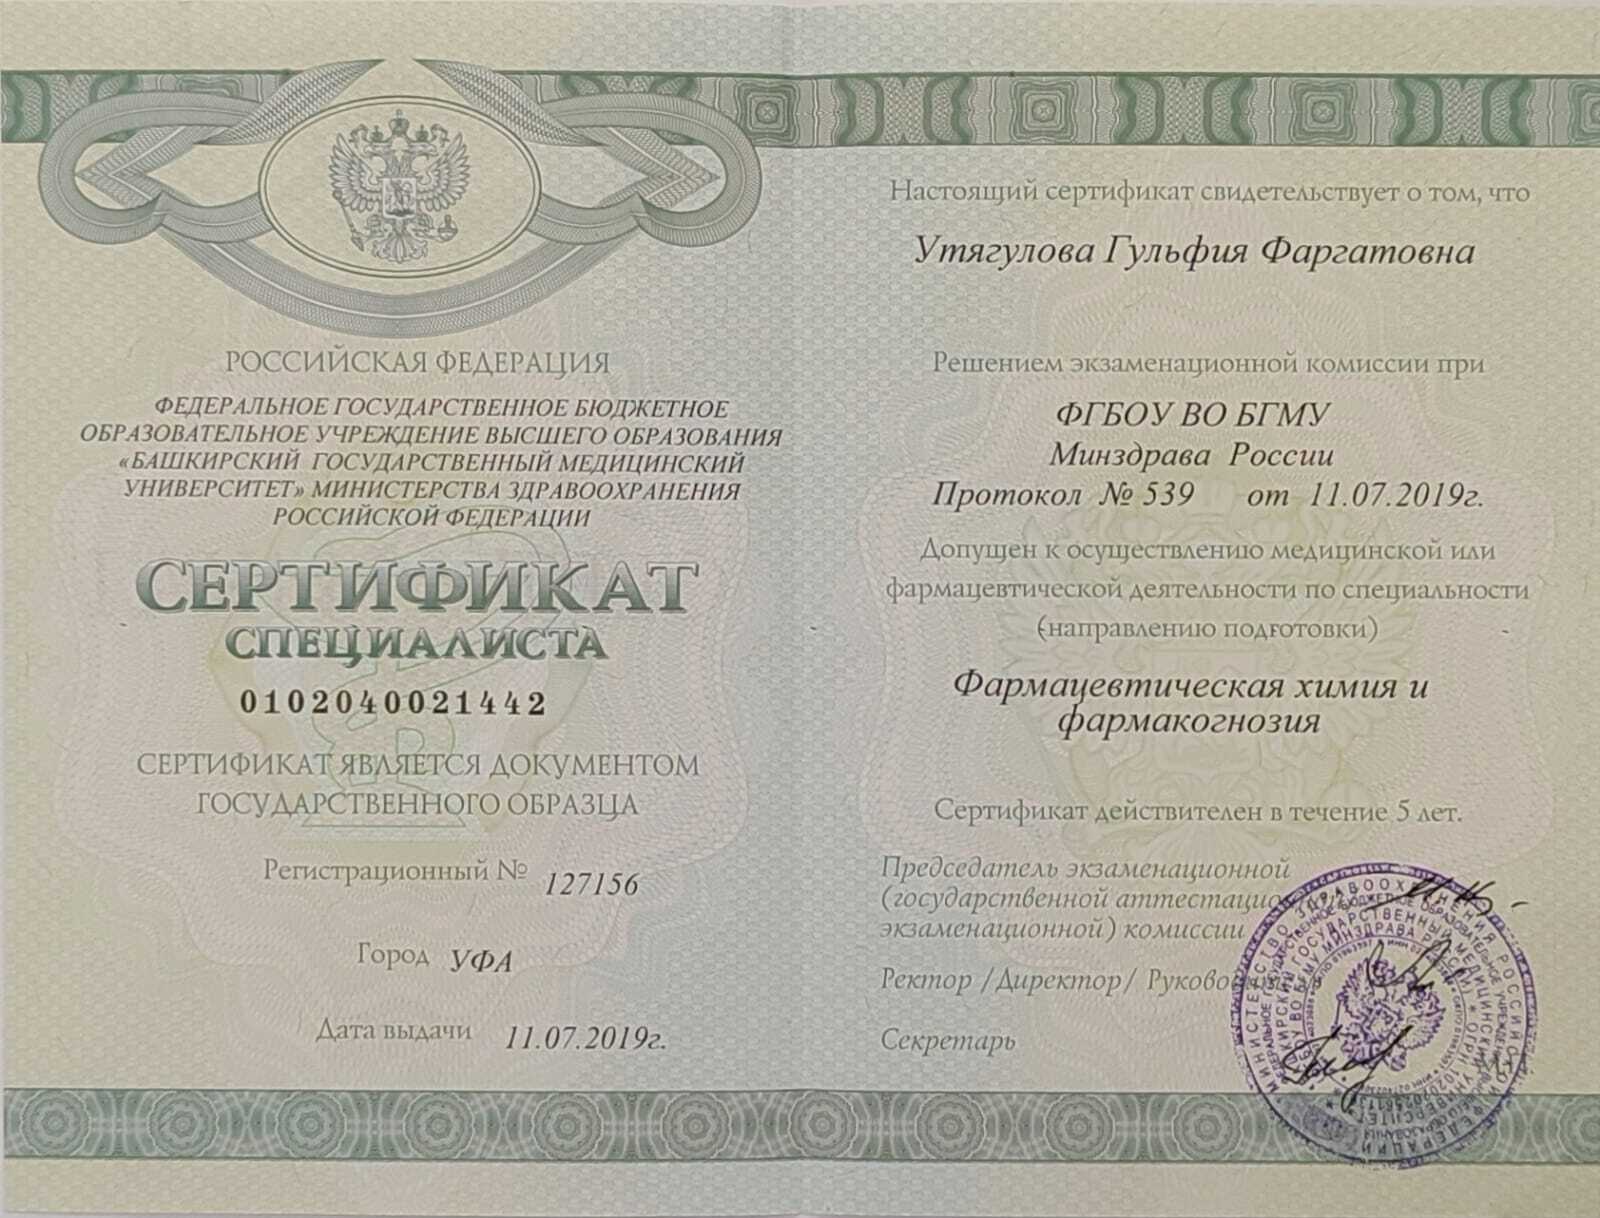 РОССИЙСКАЯ ФЕДЕРАЦИЯ
ФЕДЕРАЛЬНОЕ ГОСУДАРСТВЕННОЕ БЮДЖЕТНОЕ
ОБРАЗОВАТЕЛЬНОЕ УЧРЕЖДЕНИЕ ВЫСШЕГО ОБРАЗОВАНИЯ
«БАШКИРСКИЙ ГОСУДАРСТВЕННЫЙ МЕДИЦИНСКИЙ
УНИВЕРСИТЕТ» МИНИСТЕРСТВА ЗДРАВООХРАНЕНИЯ
РОССИЙСКОЙ ФЕДЕРАЦИИ
СЕРТИФИКАТ
СПЕЦИАЛИСТА
0102040021442
СЕРТИФИКАТ ЯВЛЯЕТСЯ ДОКУМЕНТОМ
ГОСУДАРСТВЕННОГО ОБРАЗЦА
Регистрационный № 127156
Город УФА
Дата выдачи 11.07.2019г.
Настоящий сертификат свидетельствует о том, что
Утягулова Гульфия Фаргатовна
Решением экзаменационной комиссии при
ФГБОУ ВО БГМУ
Минздрава России
Протокол № 539 от 11.07.2019г.
Допущен к осуществлению медицинской или
фармацевтической деятельности по специальности
(направлению подготовки)
Фармацевтическая химия и
фармакогнозия
Сертификат действителен в течение 5 лет.
Председатель экзаменационной
(государственной
экзаменационной) комиссии
Ректор /Директор/
Секретарь